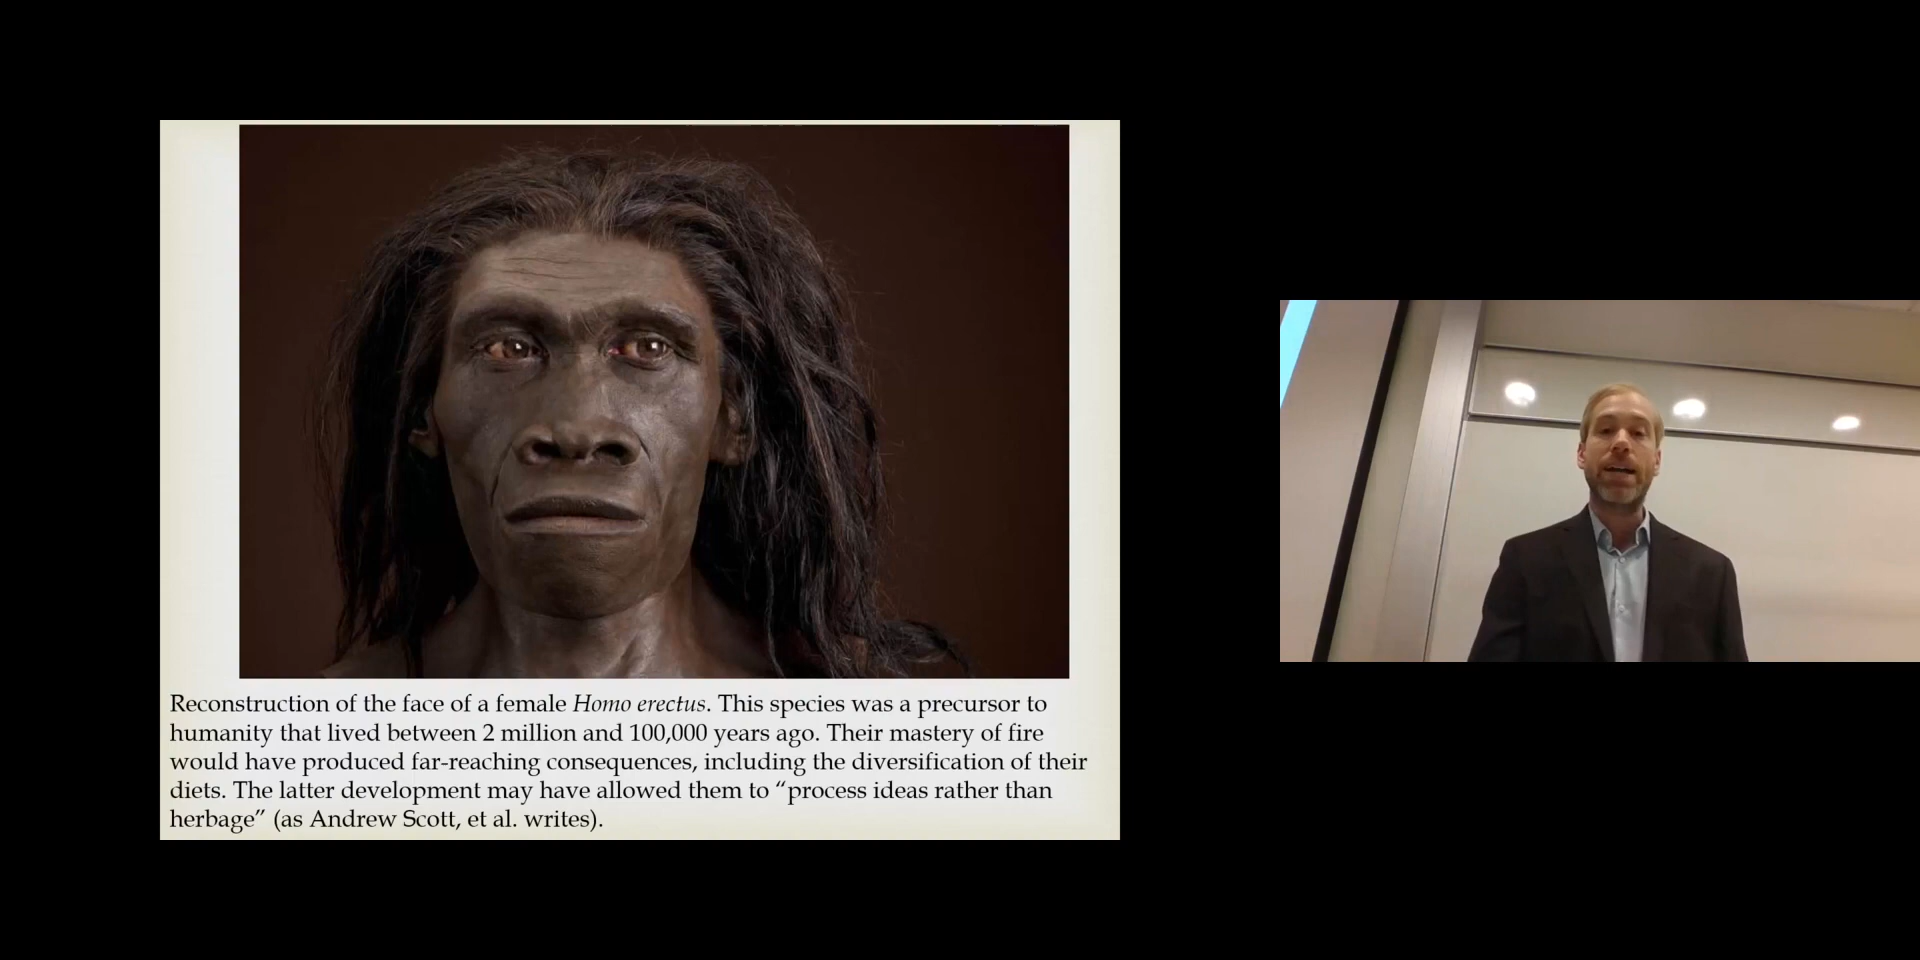 Reconstruction of the face of a female Homo erectus. This species was a precursor to
humanity that lived between 2 million and 100,000 years ago. Their mastery of fire
would have produced far-reaching consequences, including the diversification of their
diets. The latter development may have allowed them to “process ideas rather than
herbage” (as Andrew Scott, et al. writes).